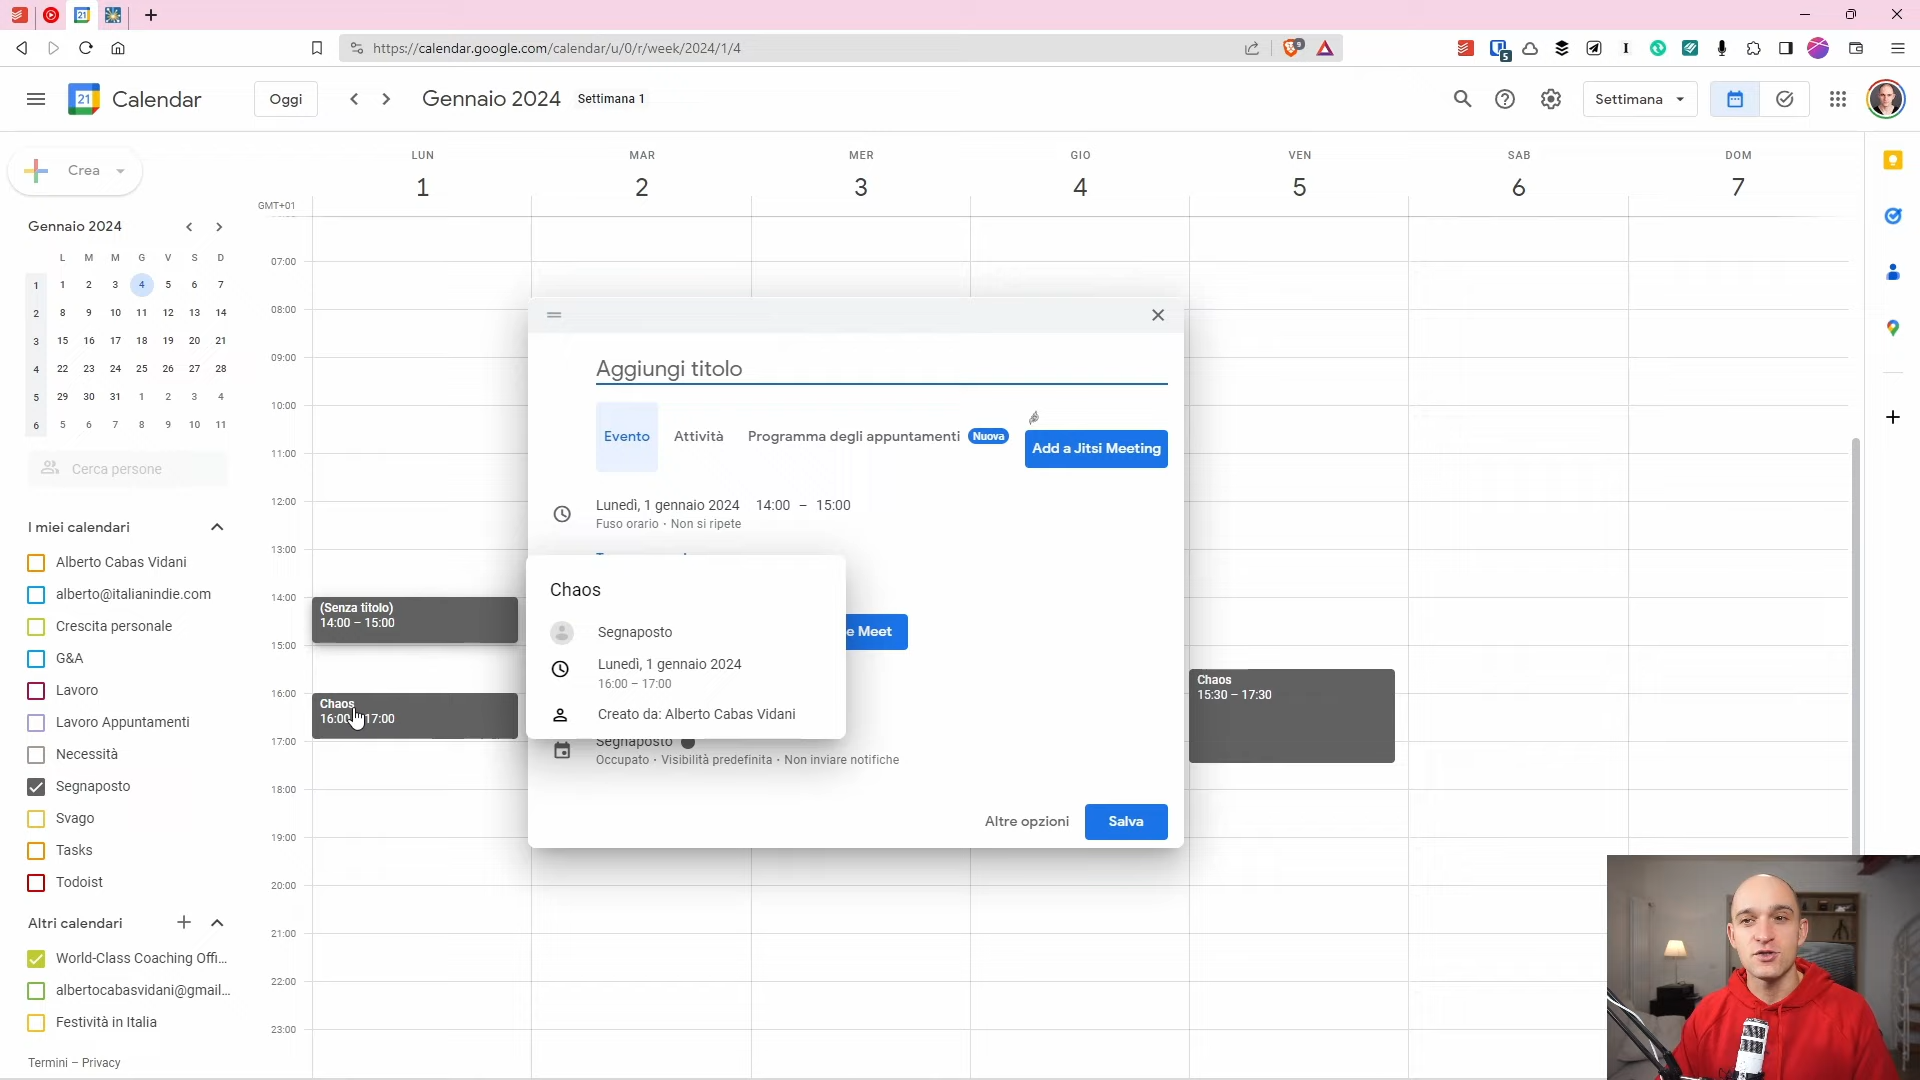 21
https://calendar.google.com/calendar/u/0/r/week/2024/1/4
9
S
21
Calendar
Oggi
Gennaio 2024
Settimana 1
Settimana
Crea
LUN
MAR
MER
GIO
VEN
SAB
DOM
1
2
3
4
5
6
7
GMT+01
Gennaio 2024
L M M G V S D
1 1 2 3 4 5 6 7
2 8 9 10 11 12 13 14
3 15 16 17 18 19 20 21
4 22 23 24 25 26 27 28
5 29 30 31 1 2 3 4
6 5 6 7 8 9 10 11
Cerca persone
I miei calendari
Alberto Cabas Vidani
alberto@italianindie.com
Crescita personale
G&A
Lavoro
Lavoro Appuntamenti
Necessità
Segnaposto
Svago
Tasks
Todoist
Altri calendari
World-Class Coaching Offi...
albertocabasvidani@gmail...
Festività in Italia
Termini – Privacy
07:00
08:00
09:00
10:00
11:00
12:00
13:00
14:00
15:00
16:00
17:00
18:00
19:00
20:00
21:00
22:00
23:00
(Senza titolo)
14:00 – 15:00
Chaos
16:00 17:00
Aggiungi titolo
Evento
Attività
Programma degli appuntamenti
Nuova
Add a Jitsi Meeting
Lunedì, 1 gennaio 2024 14:00 – 15:00
Fuso orario · Non si ripete
Chaos
Segnaposto
Lunedì, 1 gennaio 2024
16:00 – 17:00
Creato da: Alberto Cabas Vidani
e Meet
Segnaposto
Occupato · Visibilità predefinita · Non inviare notifiche
Altre opzioni
Salva
Chaos
15:30 – 17:30